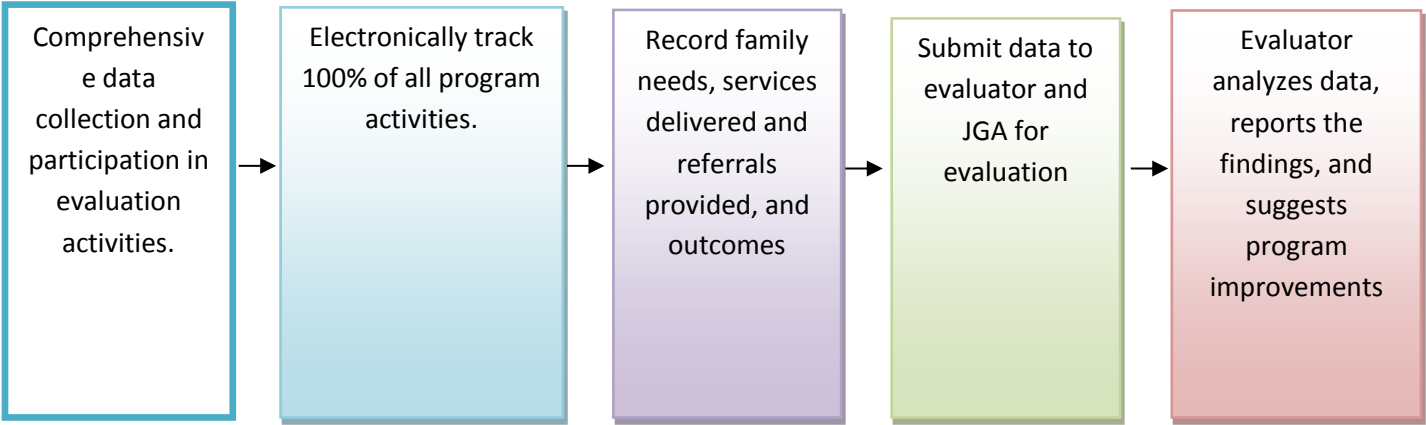 Comprehensiv
e data
collection and
participation in
evaluation
activities.
Electronically track
100% of all program
activities.
Record family
needs, services
delivered and
referrals
provided, and
outcomes
Submit data to
evaluator and
JGA for
evaluation
Evaluator
analyzes data,
reports the
findings, and
suggests
program
improvements